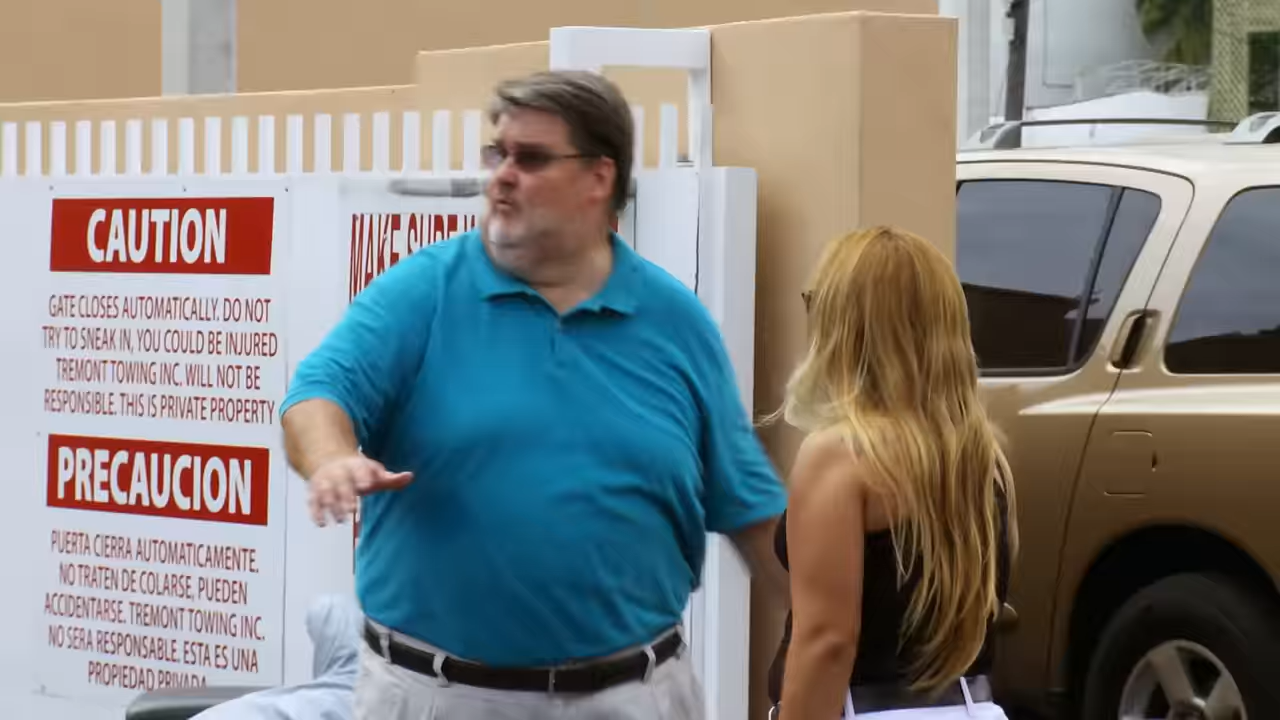 CAUTION
GATE CLOSES AUTOMATICALLY. DO NOT
TRY TO SNEAK IN, YOU COULD BE INJURED
TREMONT TOWING INC. WILL NOT BE
RESPONSIBLE. THIS IS PRIVATE PROPERTY
PRECAUCION
PUERTA CIERRA AUTOMATICAMENTE.
NO TRATEN DE COLARSE, PUEDEN
ACCIDENTARSE. TREMONT TOWING INC.
NO SERA RESPONSABLE. ESTA ES UNA
PROPIEDAD PRIVADA
MAKE SURE